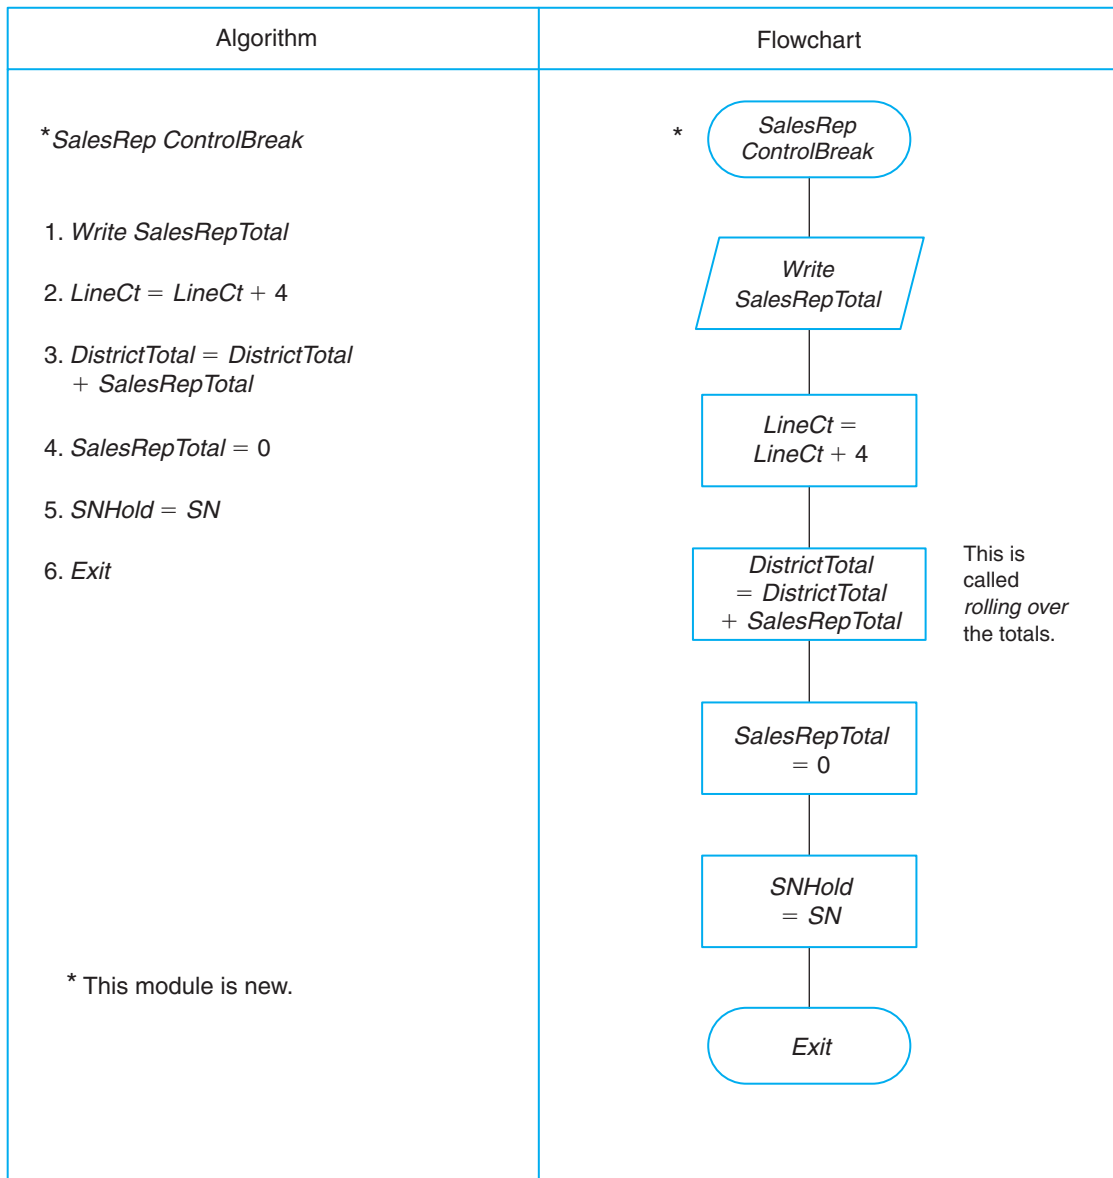 Algorithm
Flowchart
*SalesRep ControlBreak
1. Write SalesRepTotal
2. LineCt = LineCt + 4
3. DistrictTotal = DistrictTotal
+ SalesRepTotal
4. SalesRepTotal = 0
5. SNHold = SN
6. Exit
* This module is new.
*
SalesRep
ControlBreak
Write
SalesRepTotal
LineCt =
LineCt + 4
DistrictTotal
= DistrictTotal
+ SalesRepTotal
This is
called
rolling over
the totals.
SalesRepTotal
= 0
SNHold
= SN
Exit